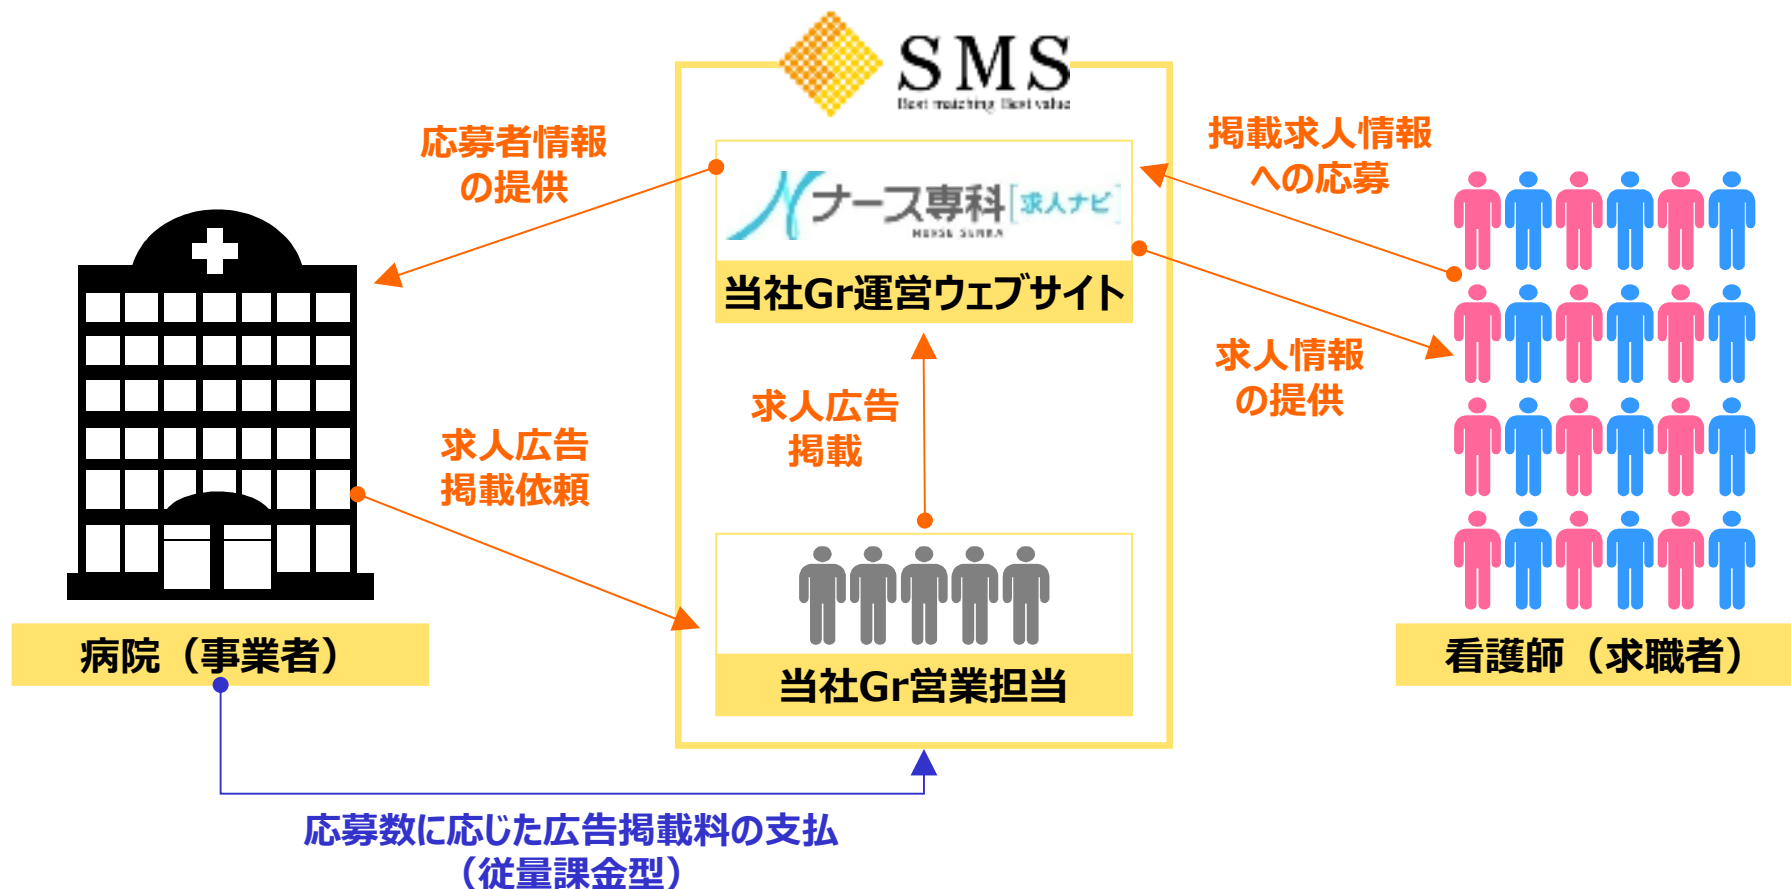 SMS
Best matching Best value
応募者情報
の提供
掲載求人情報
への応募
ナース専科[求人ナビ]
NURSE SENKA
当社Gr運営ウェブサイト
求人情報
の提供
求人広告
掲載
求人広告
掲載依頼
病院（事業者）
当社Gr営業担当
看護師（求職者）
応募数に応じた広告掲載料の支払
（従量課金型）